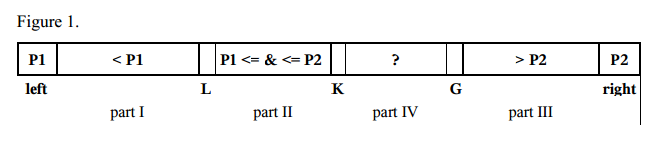 Figure 1.
P1 < P1 P1 <= & <= P2 ? > P2 P2
left L K G right
part I part II part IV part III